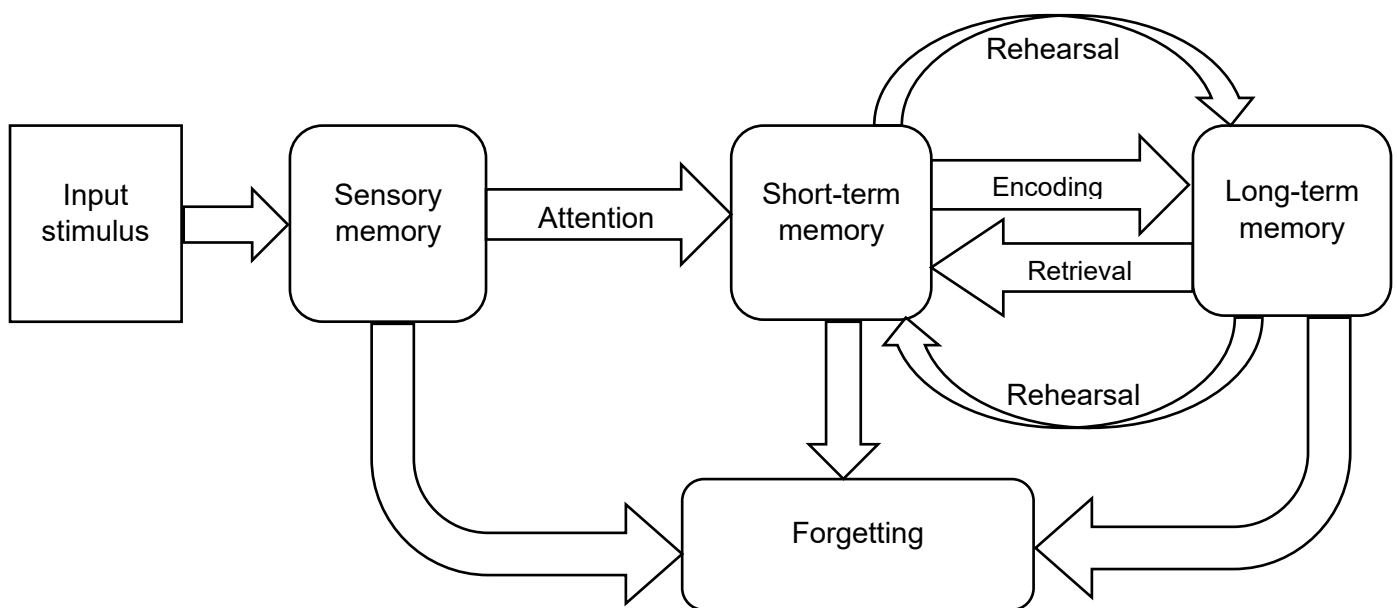 Rehearsal
Input
stimulus
Sensory
memory
Attention
Short-term
memory
Encoding
Retrieval
Long-term
memory
Rehearsal
Forgetting